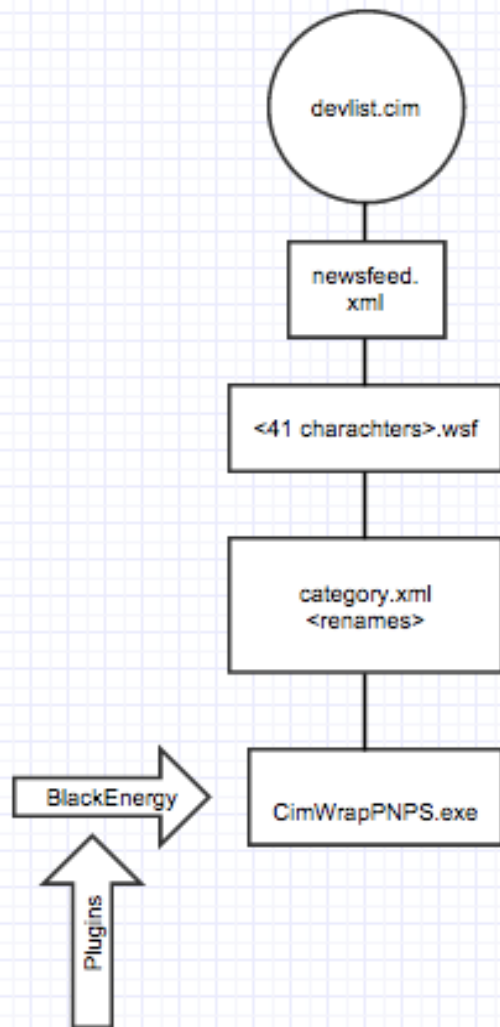 devlist.cim
newsfeed.
xml
<41 charachters>.wsf
category.xml
<renames>
BlackEnergy
CimWrapPNPS.exe
Plugins